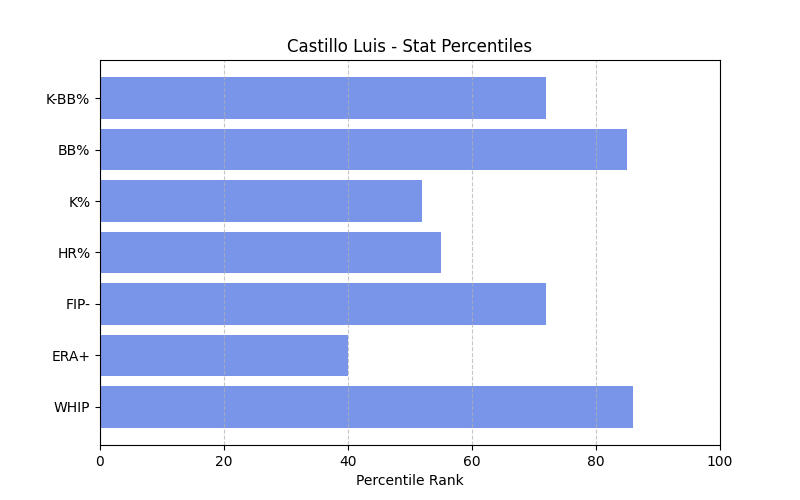 Castillo Luis - Stat Percentiles
K-BB%
BB%
K%
HR%
FIP-
ERA+
WHIP
0 20 40 60 80 100
Percentile Rank